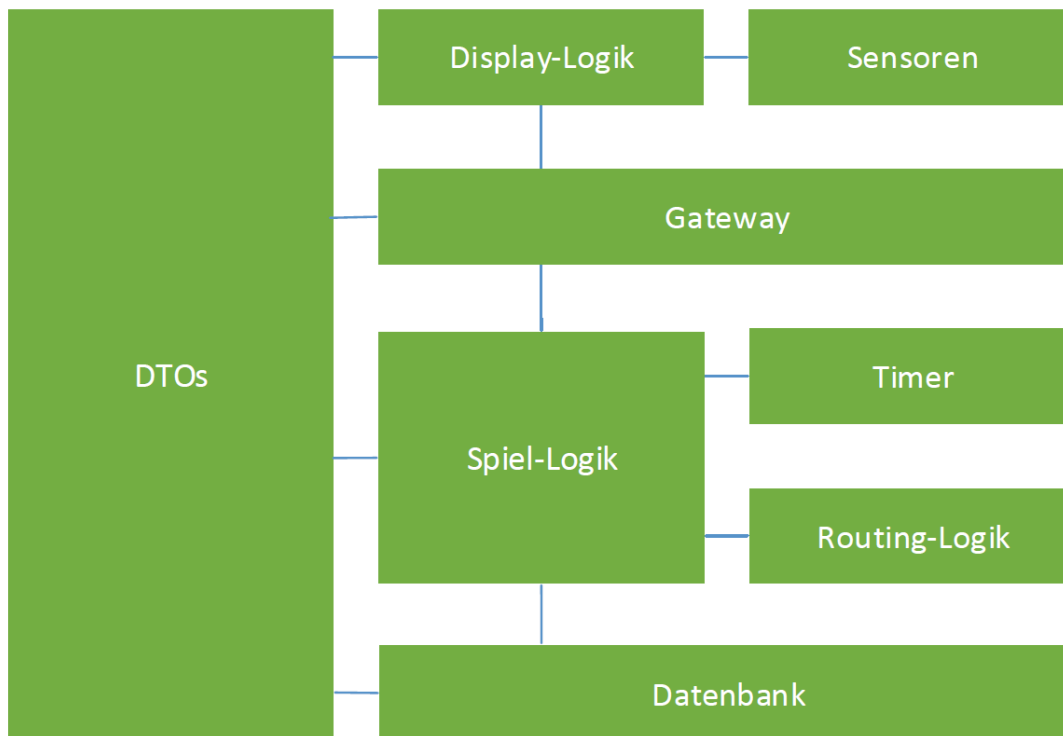 Display-Logik
Sensoren
Gateway
DTOs
Timer
Spiel-Logik
Routing-Logik
Datenbank